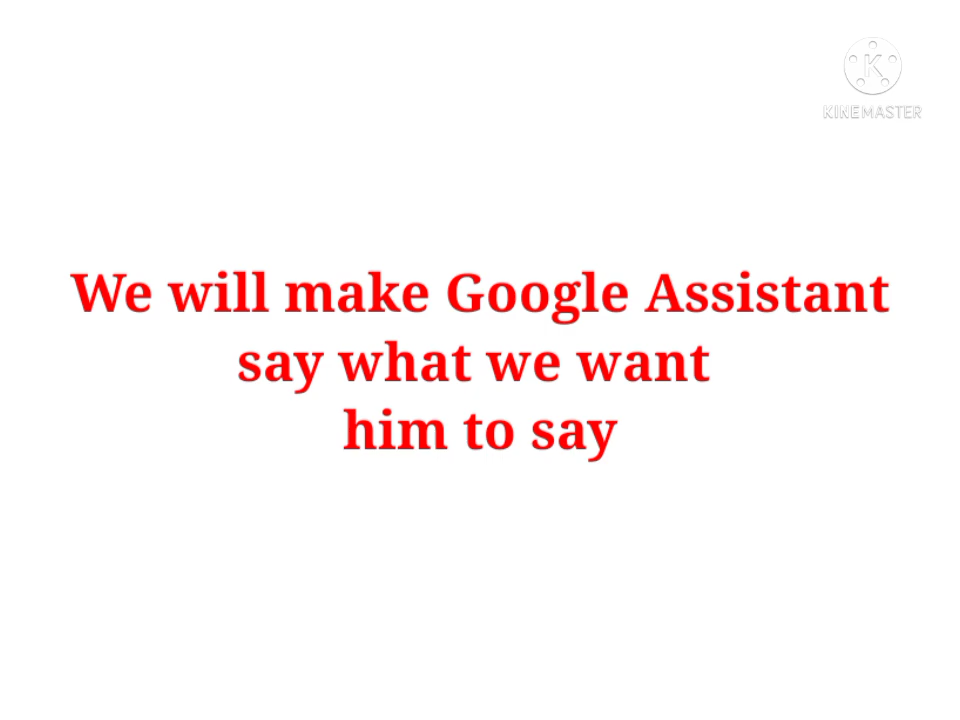 K
KINEMASTER
We will make Google Assistant
say what we want
him to say